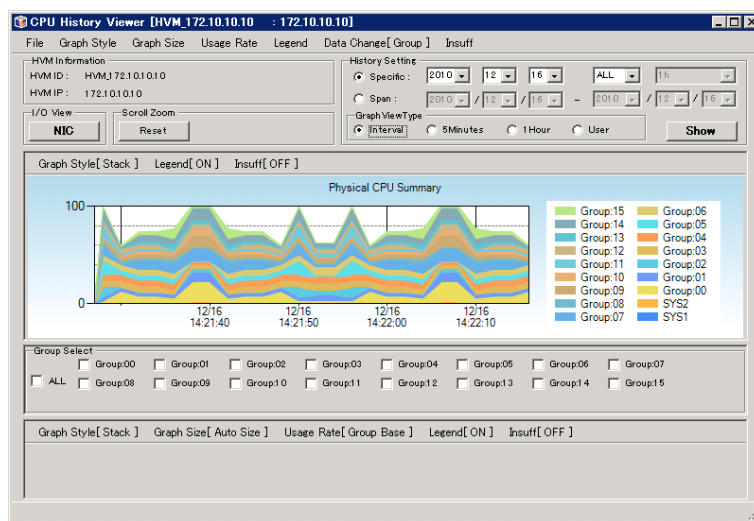 CPU History Viewer [HVM_172.10.10.10 : 172.10.10.10]
File Graph Style Graph Size Usage Rate Legend Data Change[ Group ] Insuff
HVM Information
HVM ID : HVM_172.10.10.10
HVM IP : 172.10.10.10
History Setting
Specific : 2010 12 16 ALL 1h
Span : 2010 / 12 / 16 - 2010 / 12 / 16
I/O View
NIC
Scroll Zoom
Reset
Graph ViewType
Interval 5Minutes 1Hour User
Show
Graph Style[ Stack ] Legend[ ON ] Insuff[ OFF ]
Physical CPU Summary
100
0
12/16 12/16 12/16 12/16
14:21:40 14:21:50 14:22:00 14:22:10
Group:15 Group:06
Group:14 Group:05
Group:13 Group:04
Group:12 Group:03
Group:11 Group:02
Group:10 Group:01
Group:09 Group:00
Group:08 SYS2
Group:07 SYS1
Group Select
ALL
Group:00 Group:01 Group:02 Group:03 Group:04 Group:05 Group:06 Group:07
Group:08 Group:09 Group:10 Group:11 Group:12 Group:13 Group:14 Group:15
Graph Style[ Stack ] Graph Size[ Auto Size ] Usage Rate[ Group Base ] Legend[ ON ] Insuff[ OFF ]